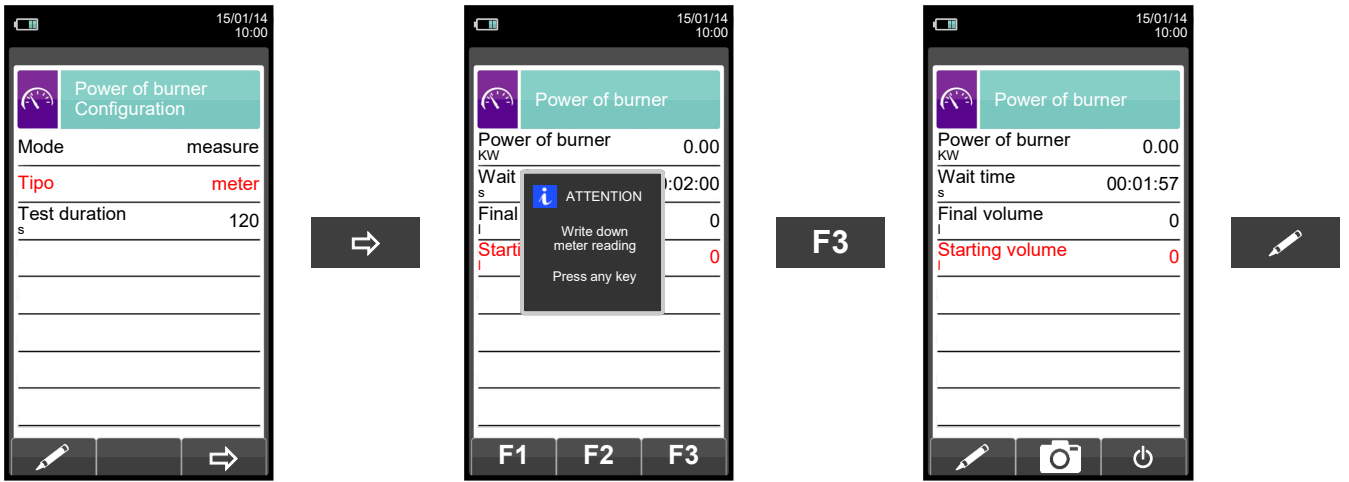 15/01/14
10:00
Power of burner
Configuration
Mode measure
Tipo meter
Test duration 120
s
15/01/14
10:00
Power of burner
Power of burner 0.00
KW
Wait :02:00
s
Final 0
l
Starti 0
l
i ATTENTION
Write down
meter reading
Press any key
F1 F2 F3
F3
15/01/14
10:00
Power of burner
Power of burner 0.00
KW
Wait time 00:01:57
s
Final volume 0
l
Starting volume 0
l